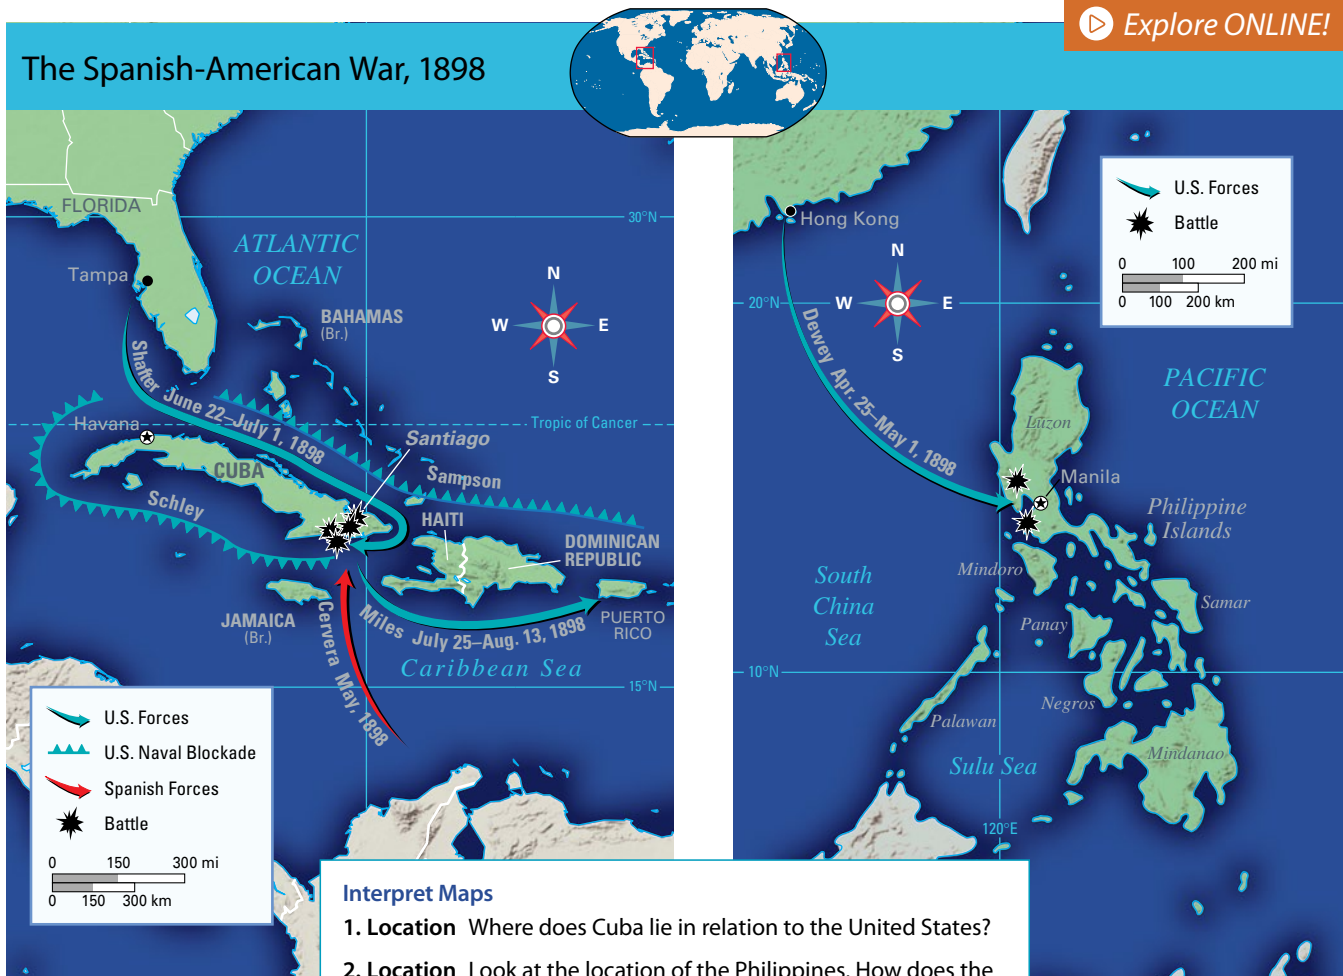 Explore ONLINE!
The Spanish-American War, 1898
FLORIDA
Tampa
ATLANTIC
OCEAN
30°N
BAHAMAS
(Br.)
N
W
E
S
Shafter June 22–July 1, 1898
Havana
Tropic of Cancer
Santiago
CUBA
Sampson
Schley
HAITI
DOMINICAN
REPUBLIC
JAMAICA
(Br.)
PUERTO
RICO
Miles July 25–Aug. 13, 1898
Cervera May, 1898
Caribbean Sea
15°N
U.S. Forces
U.S. Naval Blockade
Spanish Forces
Battle
0 150 300 mi
0 150 300 km
Hong Kong
U.S. Forces
Battle
0 100 200 mi
0 100 200 km
N
W
E
S
20°N
Dewey Apr. 25–May 1, 1898
PACIFIC
OCEAN
Luzon
Manila
Philippine
Islands
Mindoro
South
China
Sea
Samar
Panay
10°N
Negros
Palawan
Mindanao
Sulu Sea
120°E
Interpret Maps
1. Location Where does Cuba lie in relation to the United States?
2. Location Look at the location of the Philippines. How does the